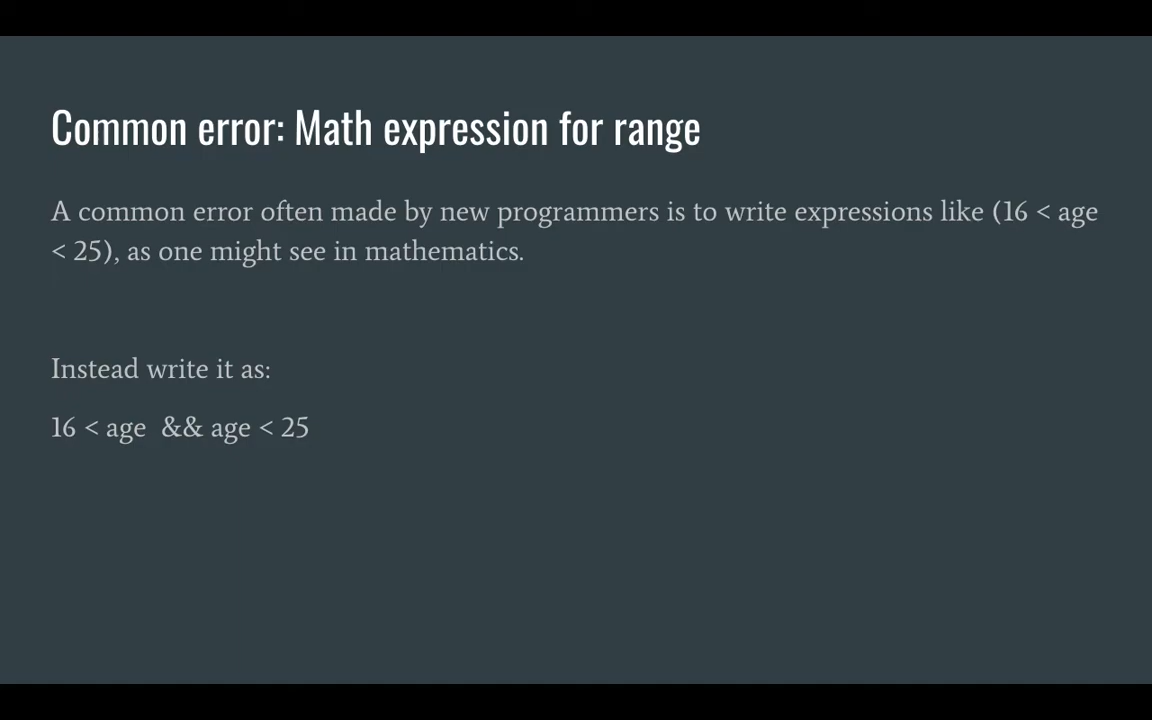 Common error: Math expression for range
A common error often made by new programmers is to write expressions like (16 < age
< 25), as one might see in mathematics.
Instead write it as:
16 < age  && age < 25